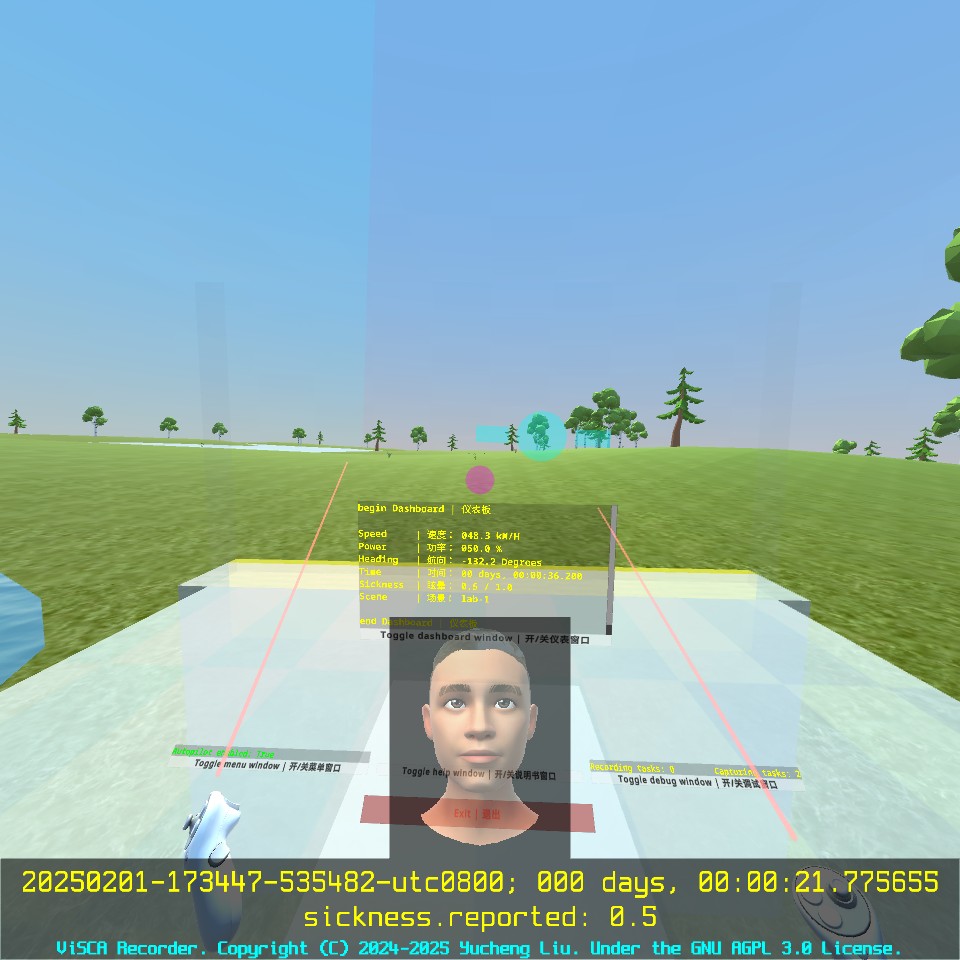 begin Dashboard | 仪表板
Speed | 速度: 048.3 kW/H
Power | 功率: 050.0 %
Heading | 航向: -132.2 Degrees
Time | 时间: 00 days, 00:00:36.200
Sickness | 眩晕: 0.5 / 1.0
Scene | 场景: lab-1
end Dashboard | 仪表板
Toggle dashboard window | 开/关仪表窗口
True
Toggle menu window | 开/关菜单窗口
Toggle help window | 开/关说明书窗口
Recording tasks: 0 Capturing tasks: 2
Toggle debug window | 开/关调试窗口
Exit | 退出
20250201-173447-535482-utc0800; 000 days, 00:00:21.775655
sickness.reported: 0.5
ViSCA Recorder. Copyright (C) 2024-2025 Yucheng Liu. Under the GNU AGPL 3.0 License.